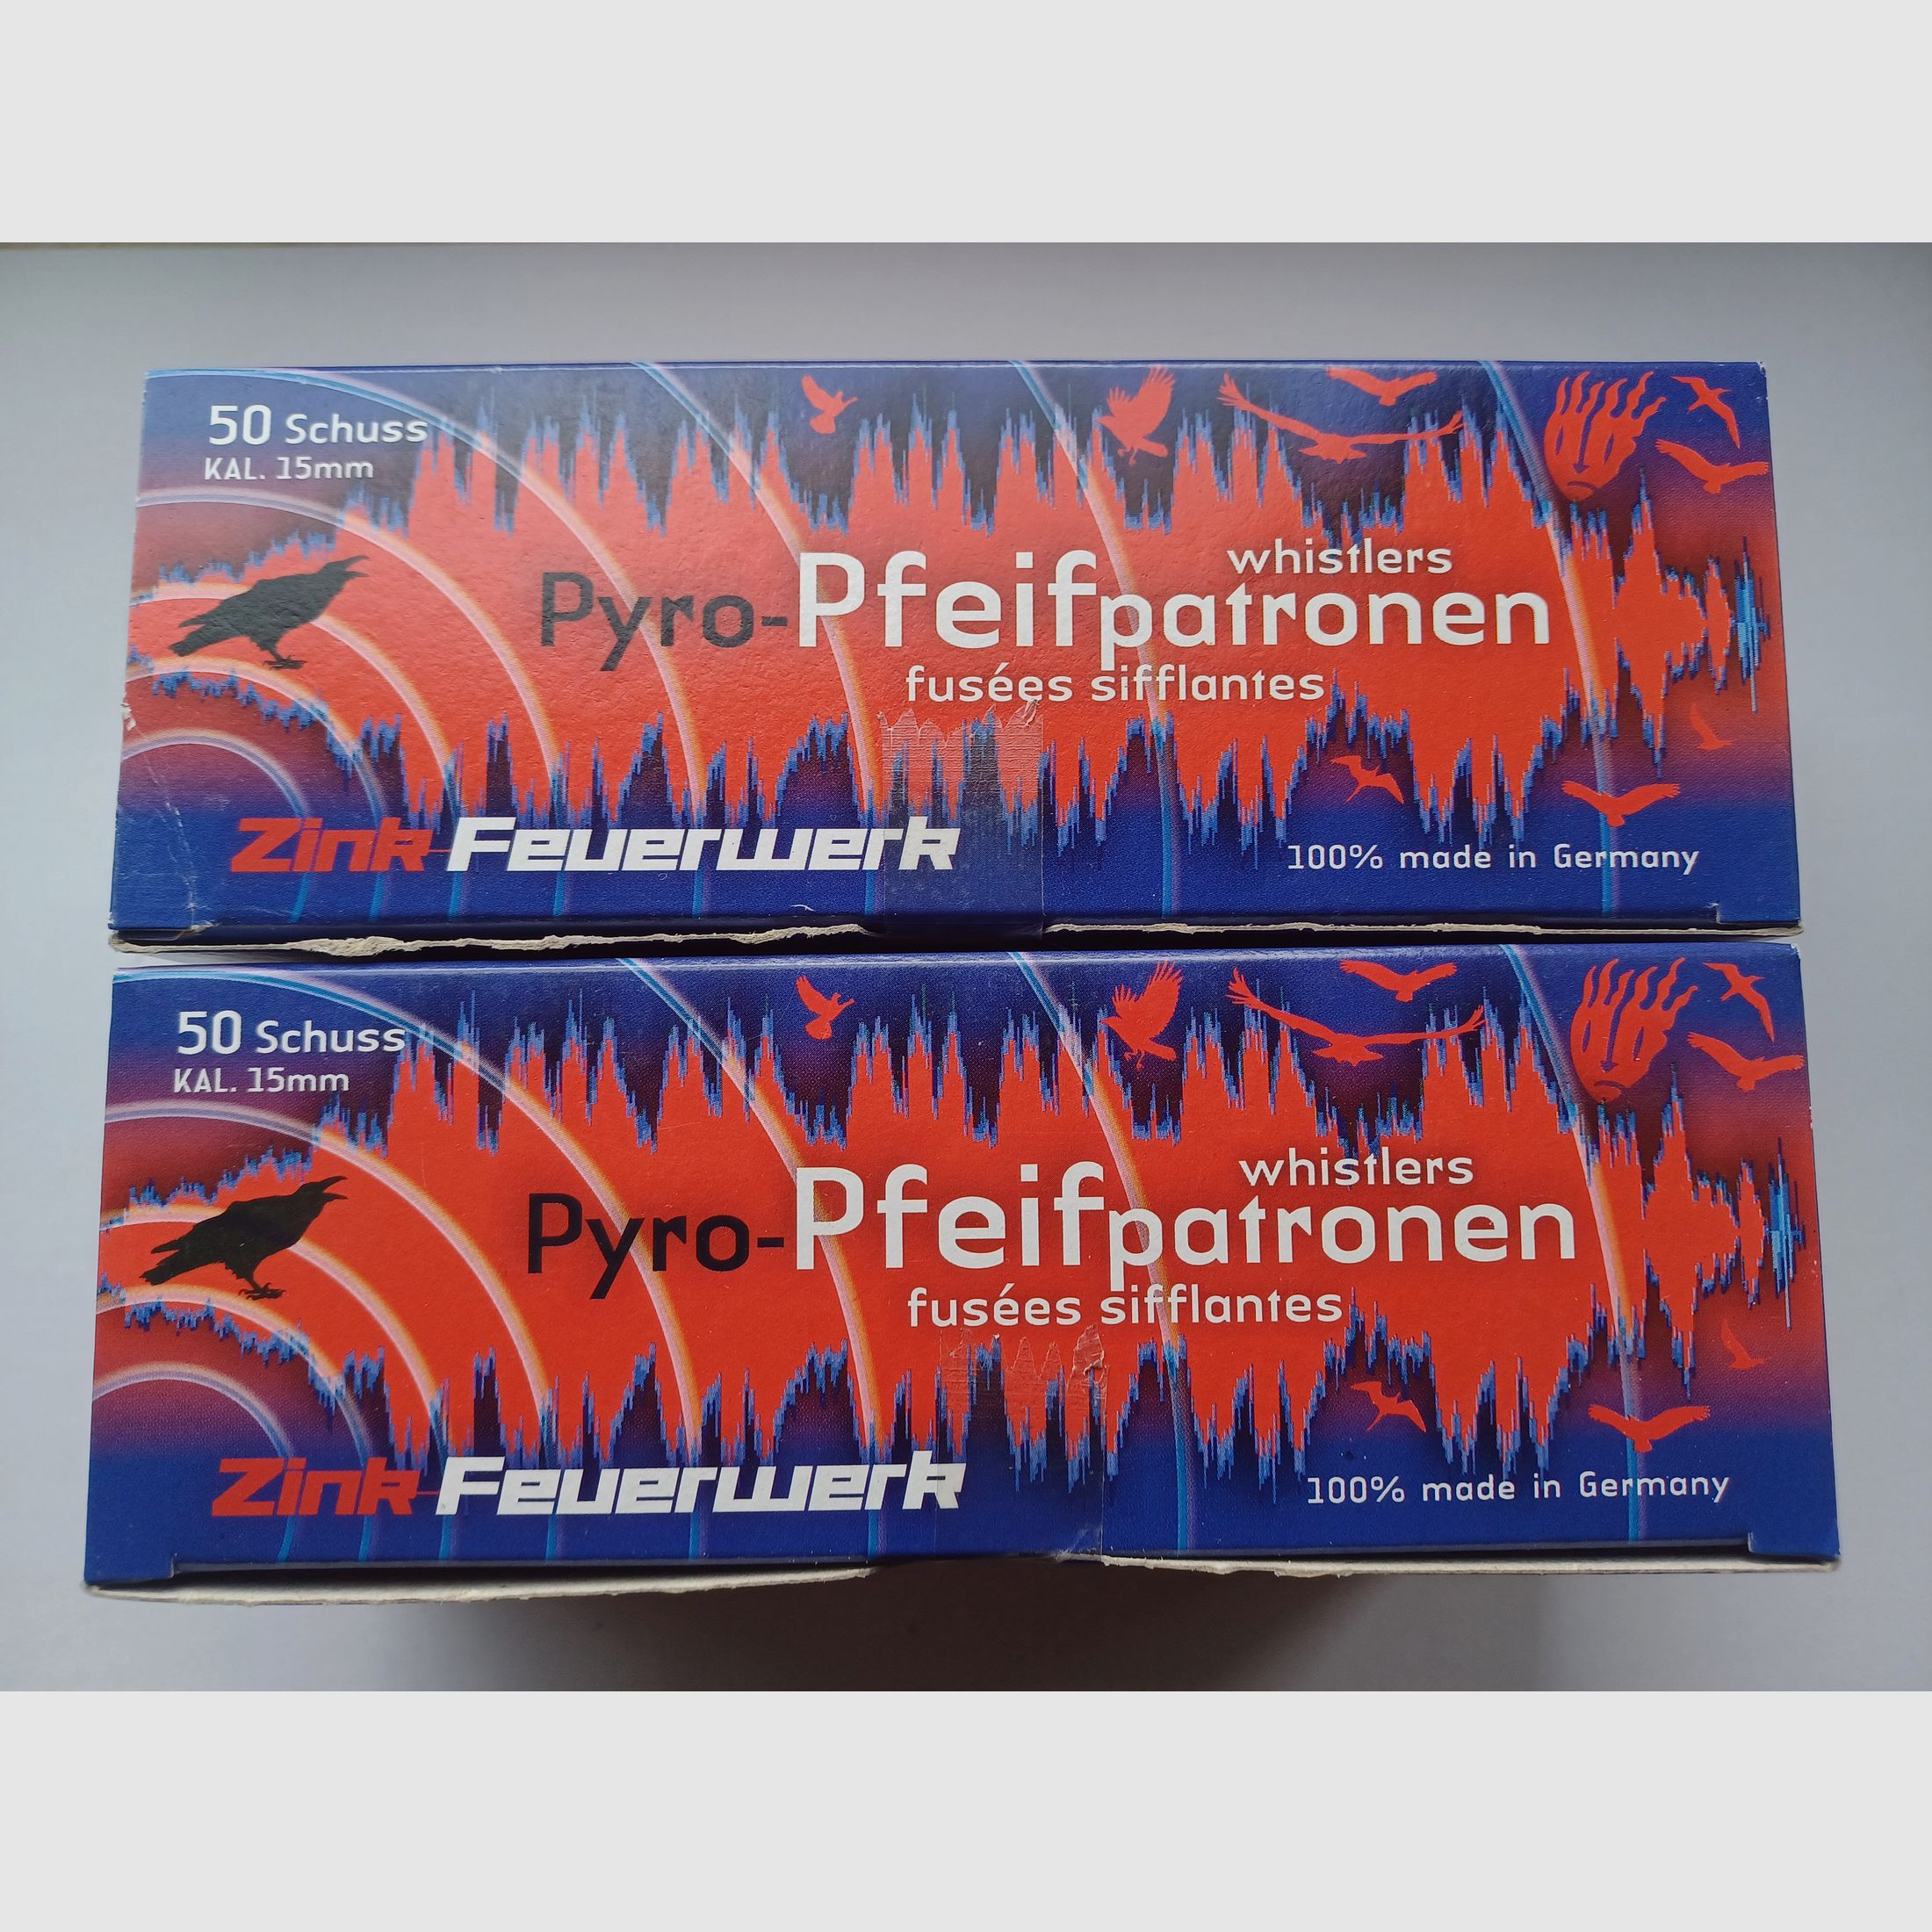 50 Schuss
KAL. 15mm
whistlers
Pyro-Pfeifpatronen
fusées sifflantes
Zink-Feuerwerk
100% made in Germany
50 Schuss
KAL. 15mm
whistlers
Pyro-Pfeifpatronen
fusées sifflantes
Zink-Feuerwerk
100% made in Germany